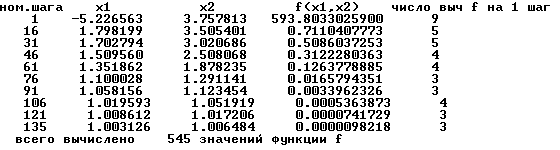 ном.шага x1 x2 f(x1,x2) число выч f на 1 шаг
1 -5.226563 3.757813 593.8033025900 9
16 1.798199 3.505401 0.7110407773 5
31 1.702794 3.020686 0.5086037253 5
46 1.509560 2.508068 0.3122280363 4
61 1.351862 1.878235 0.1263778885 4
76 1.100028 1.291141 0.0165794351 3
91 1.058156 1.123454 0.0033962326 3
106 1.019593 1.051919 0.0005363873 4
121 1.008612 1.017206 0.0000741729 3
135 1.003126 1.006484 0.0000098218 3
всего вычислено 545 значений функции f